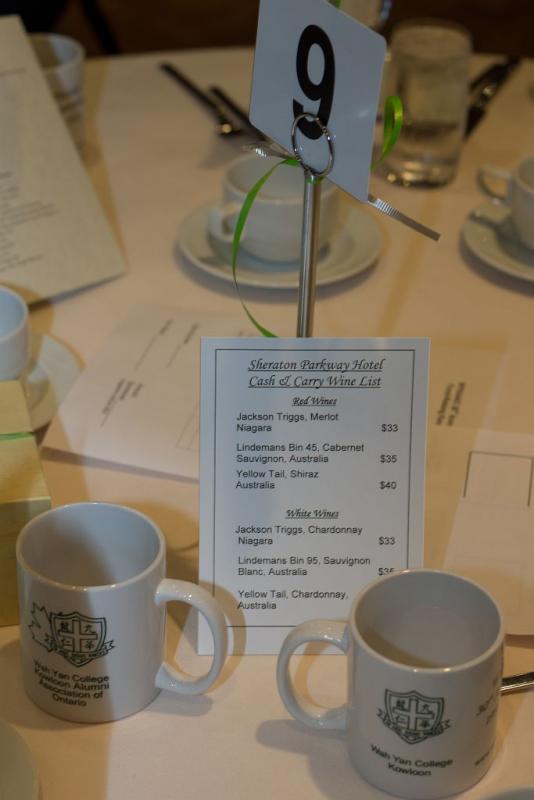 9
Sheraton Parkway Hotel
Cash & Carry Wine List
Red Wines
Jackson Triggs, Merlot
Niagara $33
Lindemans Bin 45, Cabernet
Sauvignon, Australia $35
Yellow Tail, Shiraz
Australia $40
White Wines
Jackson Triggs, Chardonnay
Niagara $33
Lindemans Bin 95, Sauvignon
Blanc, Australia
Yellow Tail, Chardonnay,
Australia
Wah Yan College
Kowloon Alumni
Association of
Ontario
Wah Yan College
Kowloon